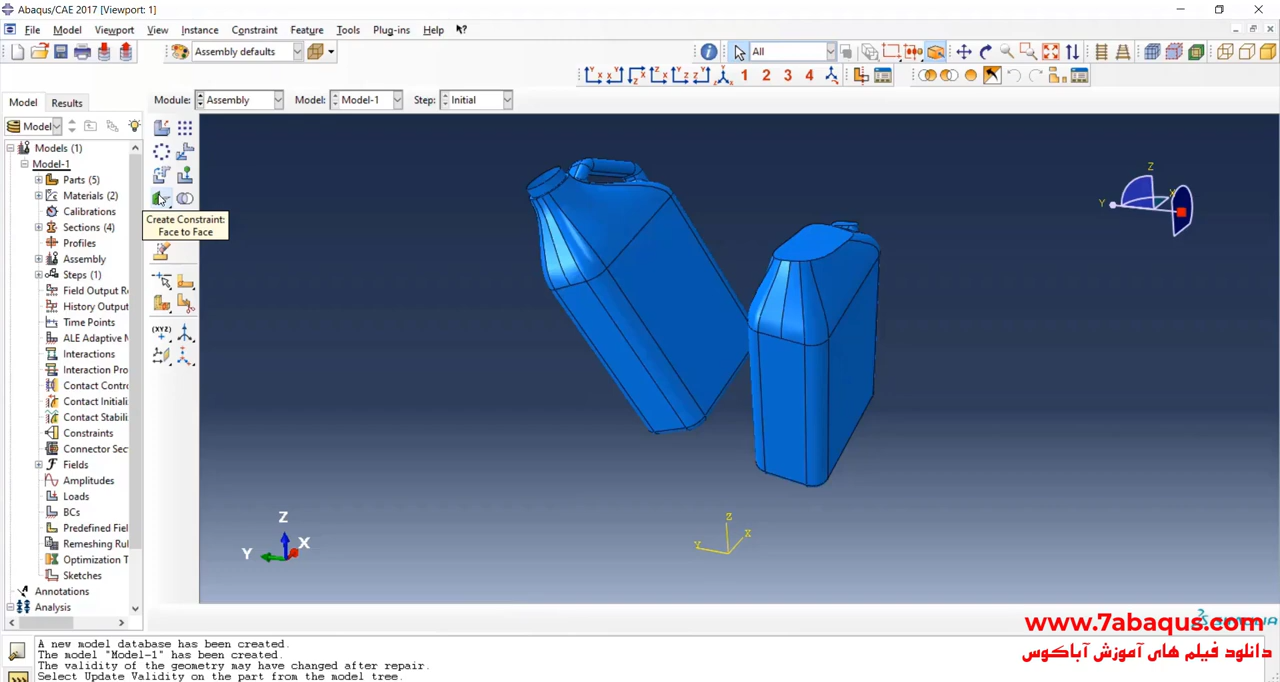 Abaqus/CAE 2017 [Viewport: 1]
File Model Viewport View Instance Constraint Feature Tools Plug-ins Help
Assembly defaults All
1 2 3 4
Model Results Module: Assembly Model: Model-1 Step: Initial
Model
Models (1)
Model-1
Parts (5)
Materials (2)
Calibrations
Sections (4)
Profiles
Assembly
Steps (1)
Field Output R
History Output
Time Points
ALE Adaptive M
Interactions
Interaction Pro
Contact Contr
Contact Initiali
Contact Stabili
Constraints
Connector Sec
Fields
Amplitudes
Loads
BCs
Predefined Fiel
Remeshing Rul
Optimization T
Sketches
Annotations
Analysis
Create Constraint:
Face to Face
(XYZ)
Z
Y
X
Z
Y
X
Z
Y
X
www.7abaqus.com
دانلود فیلم های آموزش آباکوس
A new model database has been created.
The model "Model-1" has been created.
The validity of the geometry may have changed after repair.
Select Update Validity on the part from the model tree.